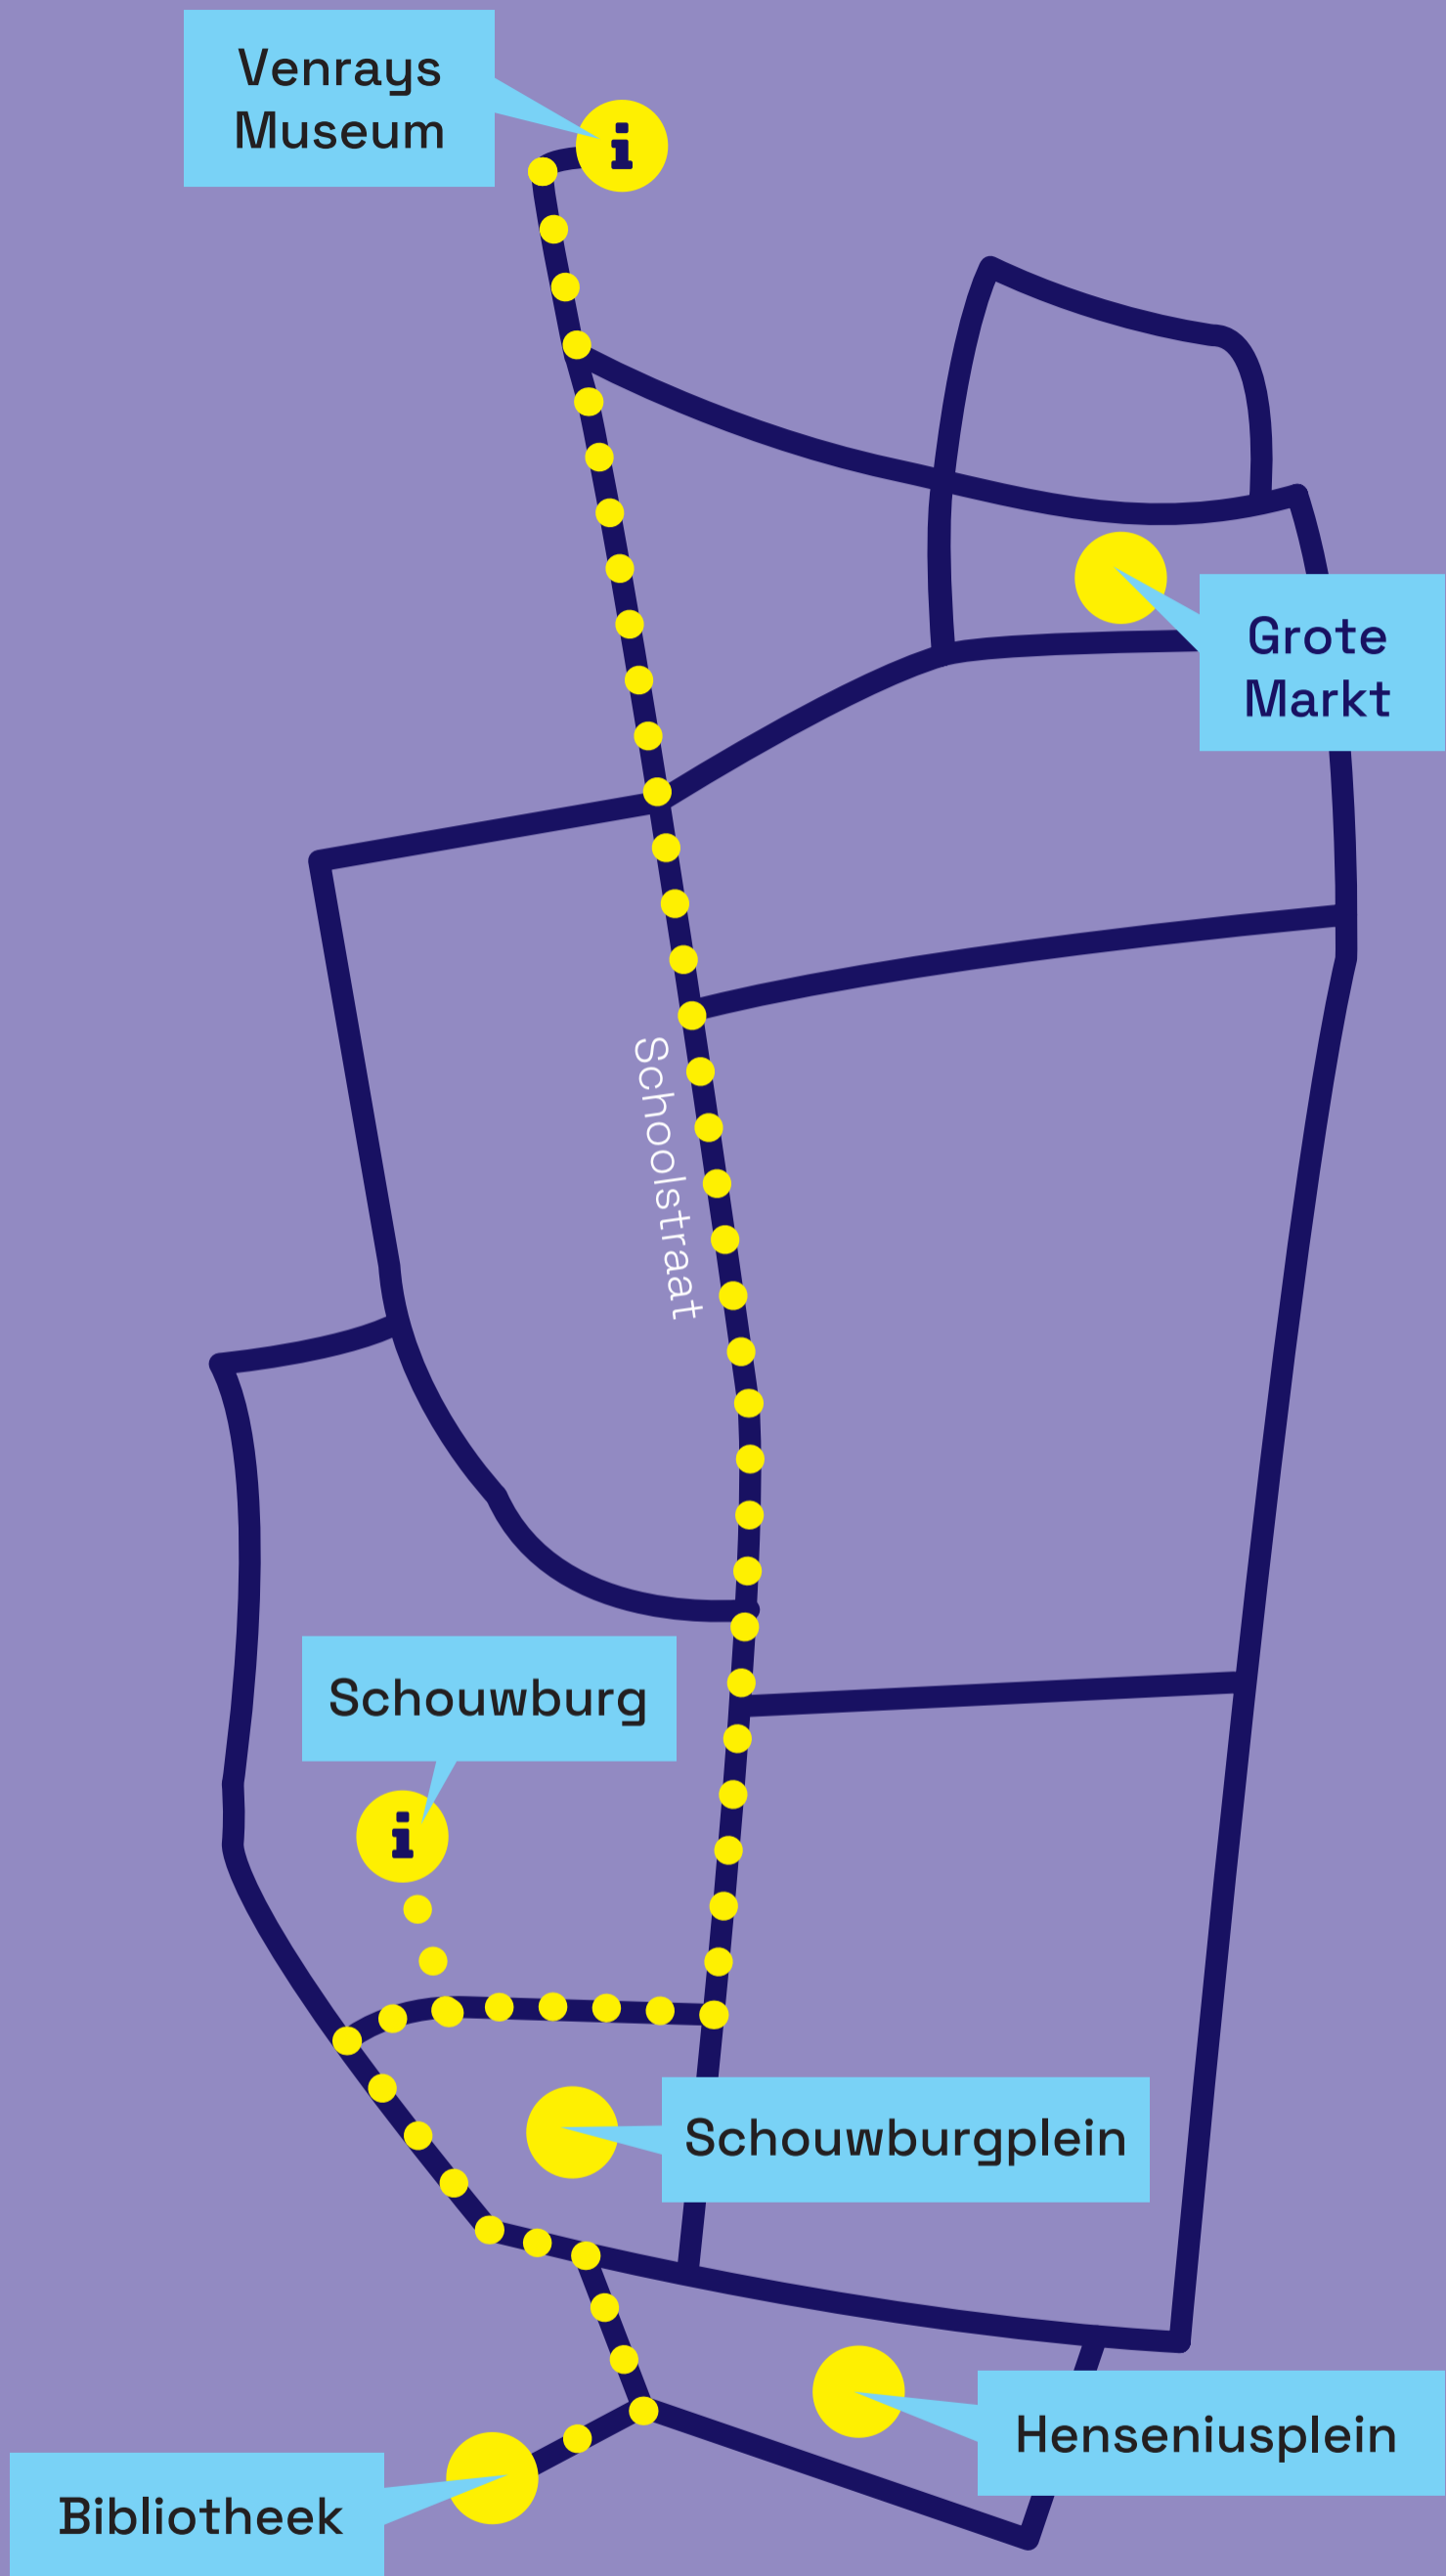 Venrays
Museum
i
Grote
Markt
Schoolstraat
Schouwburg
i
Schouwburgplein
Henseniusplein
Bibliotheek